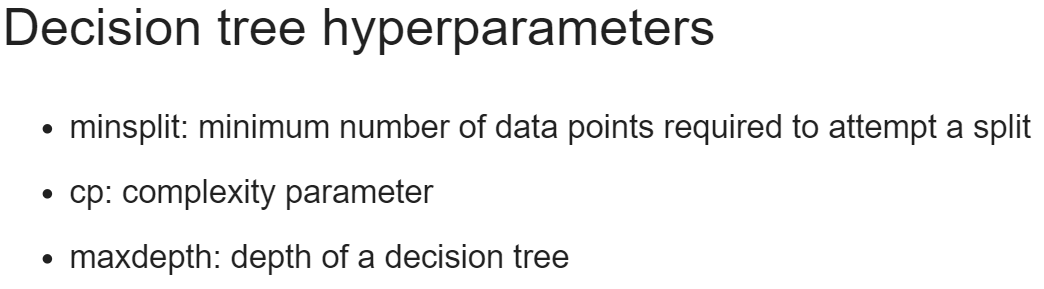 Decision tree hyperparameters
• minsplit: minimum number of data points required to attempt a split
• cp: complexity parameter
• maxdepth: depth of a decision tree